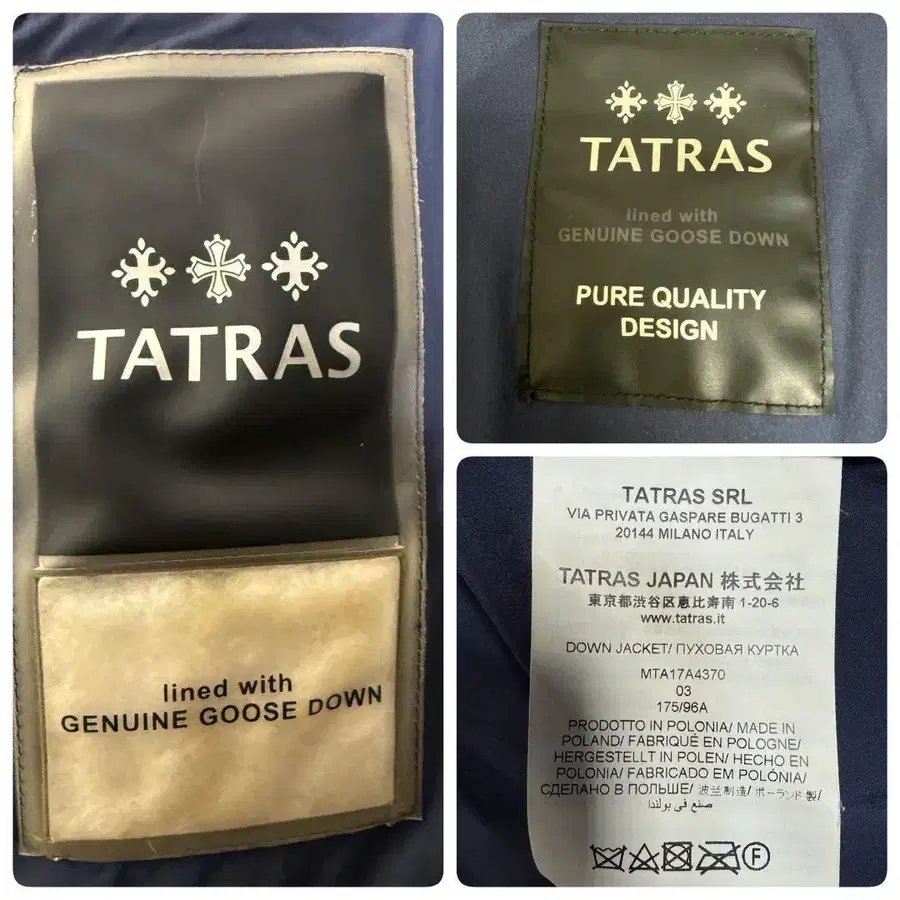 TATRAS
lined with
GENUINE GOOSE DOWN
TATRAS
lined with
GENUINE GOOSE DOWN
PURE QUALITY
DESIGN
TATRAS SRL
VIA PRIVATA GASPARE BUGATTI 3
20144 MILANO ITALY
TATRAS JAPAN 株式会社
東京都渋谷区恵比寿南 1-20-6
www.tatras.it
DOWN JACKET/ ПУХОВАЯ КУРТКА
MTA17A4370
03
175/96A
PRODOTTO IN POLONIA/ MADE IN
POLAND/ FABRIQUÉ EN POLOGNE/
HERGESTELLT IN POLEN/ HECHO EN
POLONIA/ FABRICADO EM POLÓNIA/
СДЕЛАНО В ПОЛЬШЕ/ 波兰制造/ ポーランド製/
صنع في بولندا
F